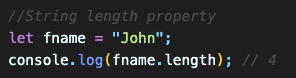 //String length property
let fname = "John";
console.log(fname.length); // 4